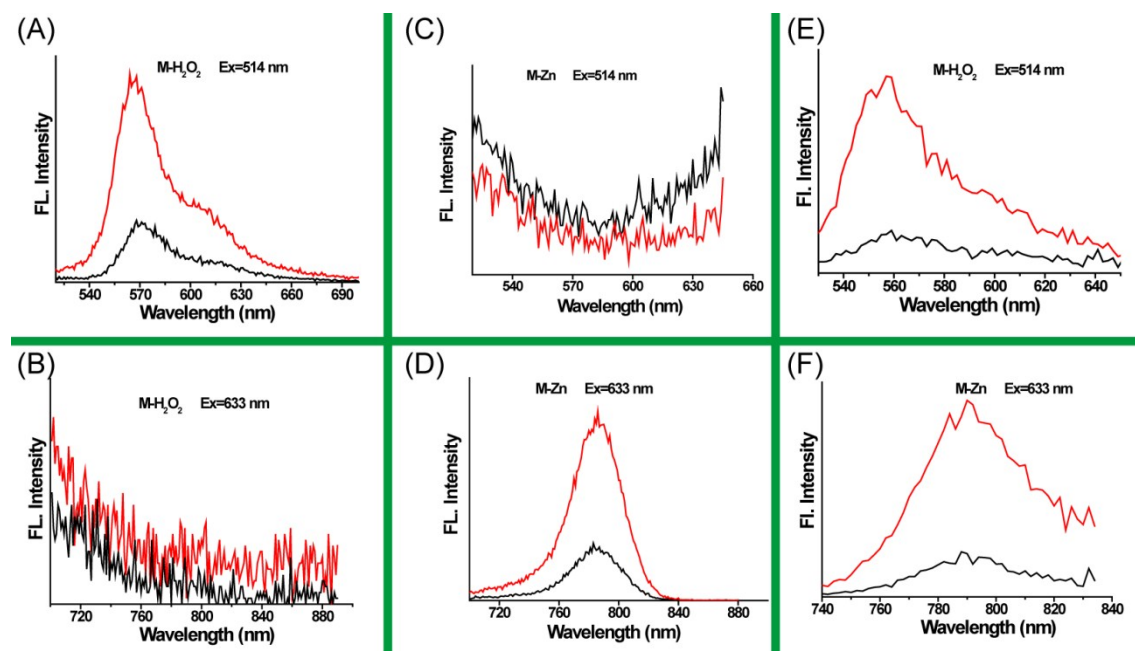 (A)
M-H₂O₂ Ex=514 nm
FL. Intensity
540 570 600 630 660 690
Wavelength (nm)
(C)
M-Zn Ex=514 nm
FL. Intensity
540 570 600 630 660
Wavelength (nm)
(E)
M-H₂O₂ Ex=514 nm
Fl. Intensity
540 560 580 600 620 640
Wavelength (nm)
(B)
M-H₂O₂ Ex=633 nm
FL. Intensity
720 760 800 840 880
Wavelength (nm)
(D)
M-Zn Ex=633 nm
FL. Intensity
720 760 800 840 880
Wavelength (nm)
(F)
M-Zn Ex=633 nm
Fl. Intensity
740 760 780 800 820 840
Wavelength (nm)